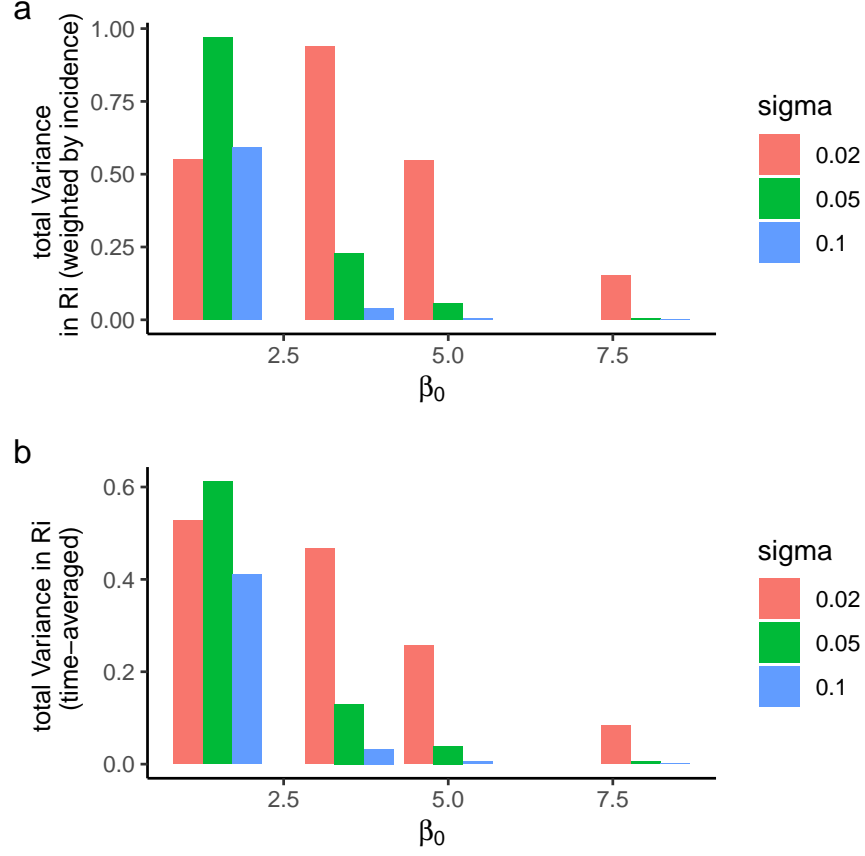 a
total Variance
in Ri (weighted by incidence)
1.00
0.75
0.50
0.25
0.00
2.5
5.0
7.5
β0
sigma
0.02
0.05
0.1
b
total Variance in Ri
(time−averaged)
0.6
0.4
0.2
0.0
2.5
5.0
7.5
β0
sigma
0.02
0.05
0.1